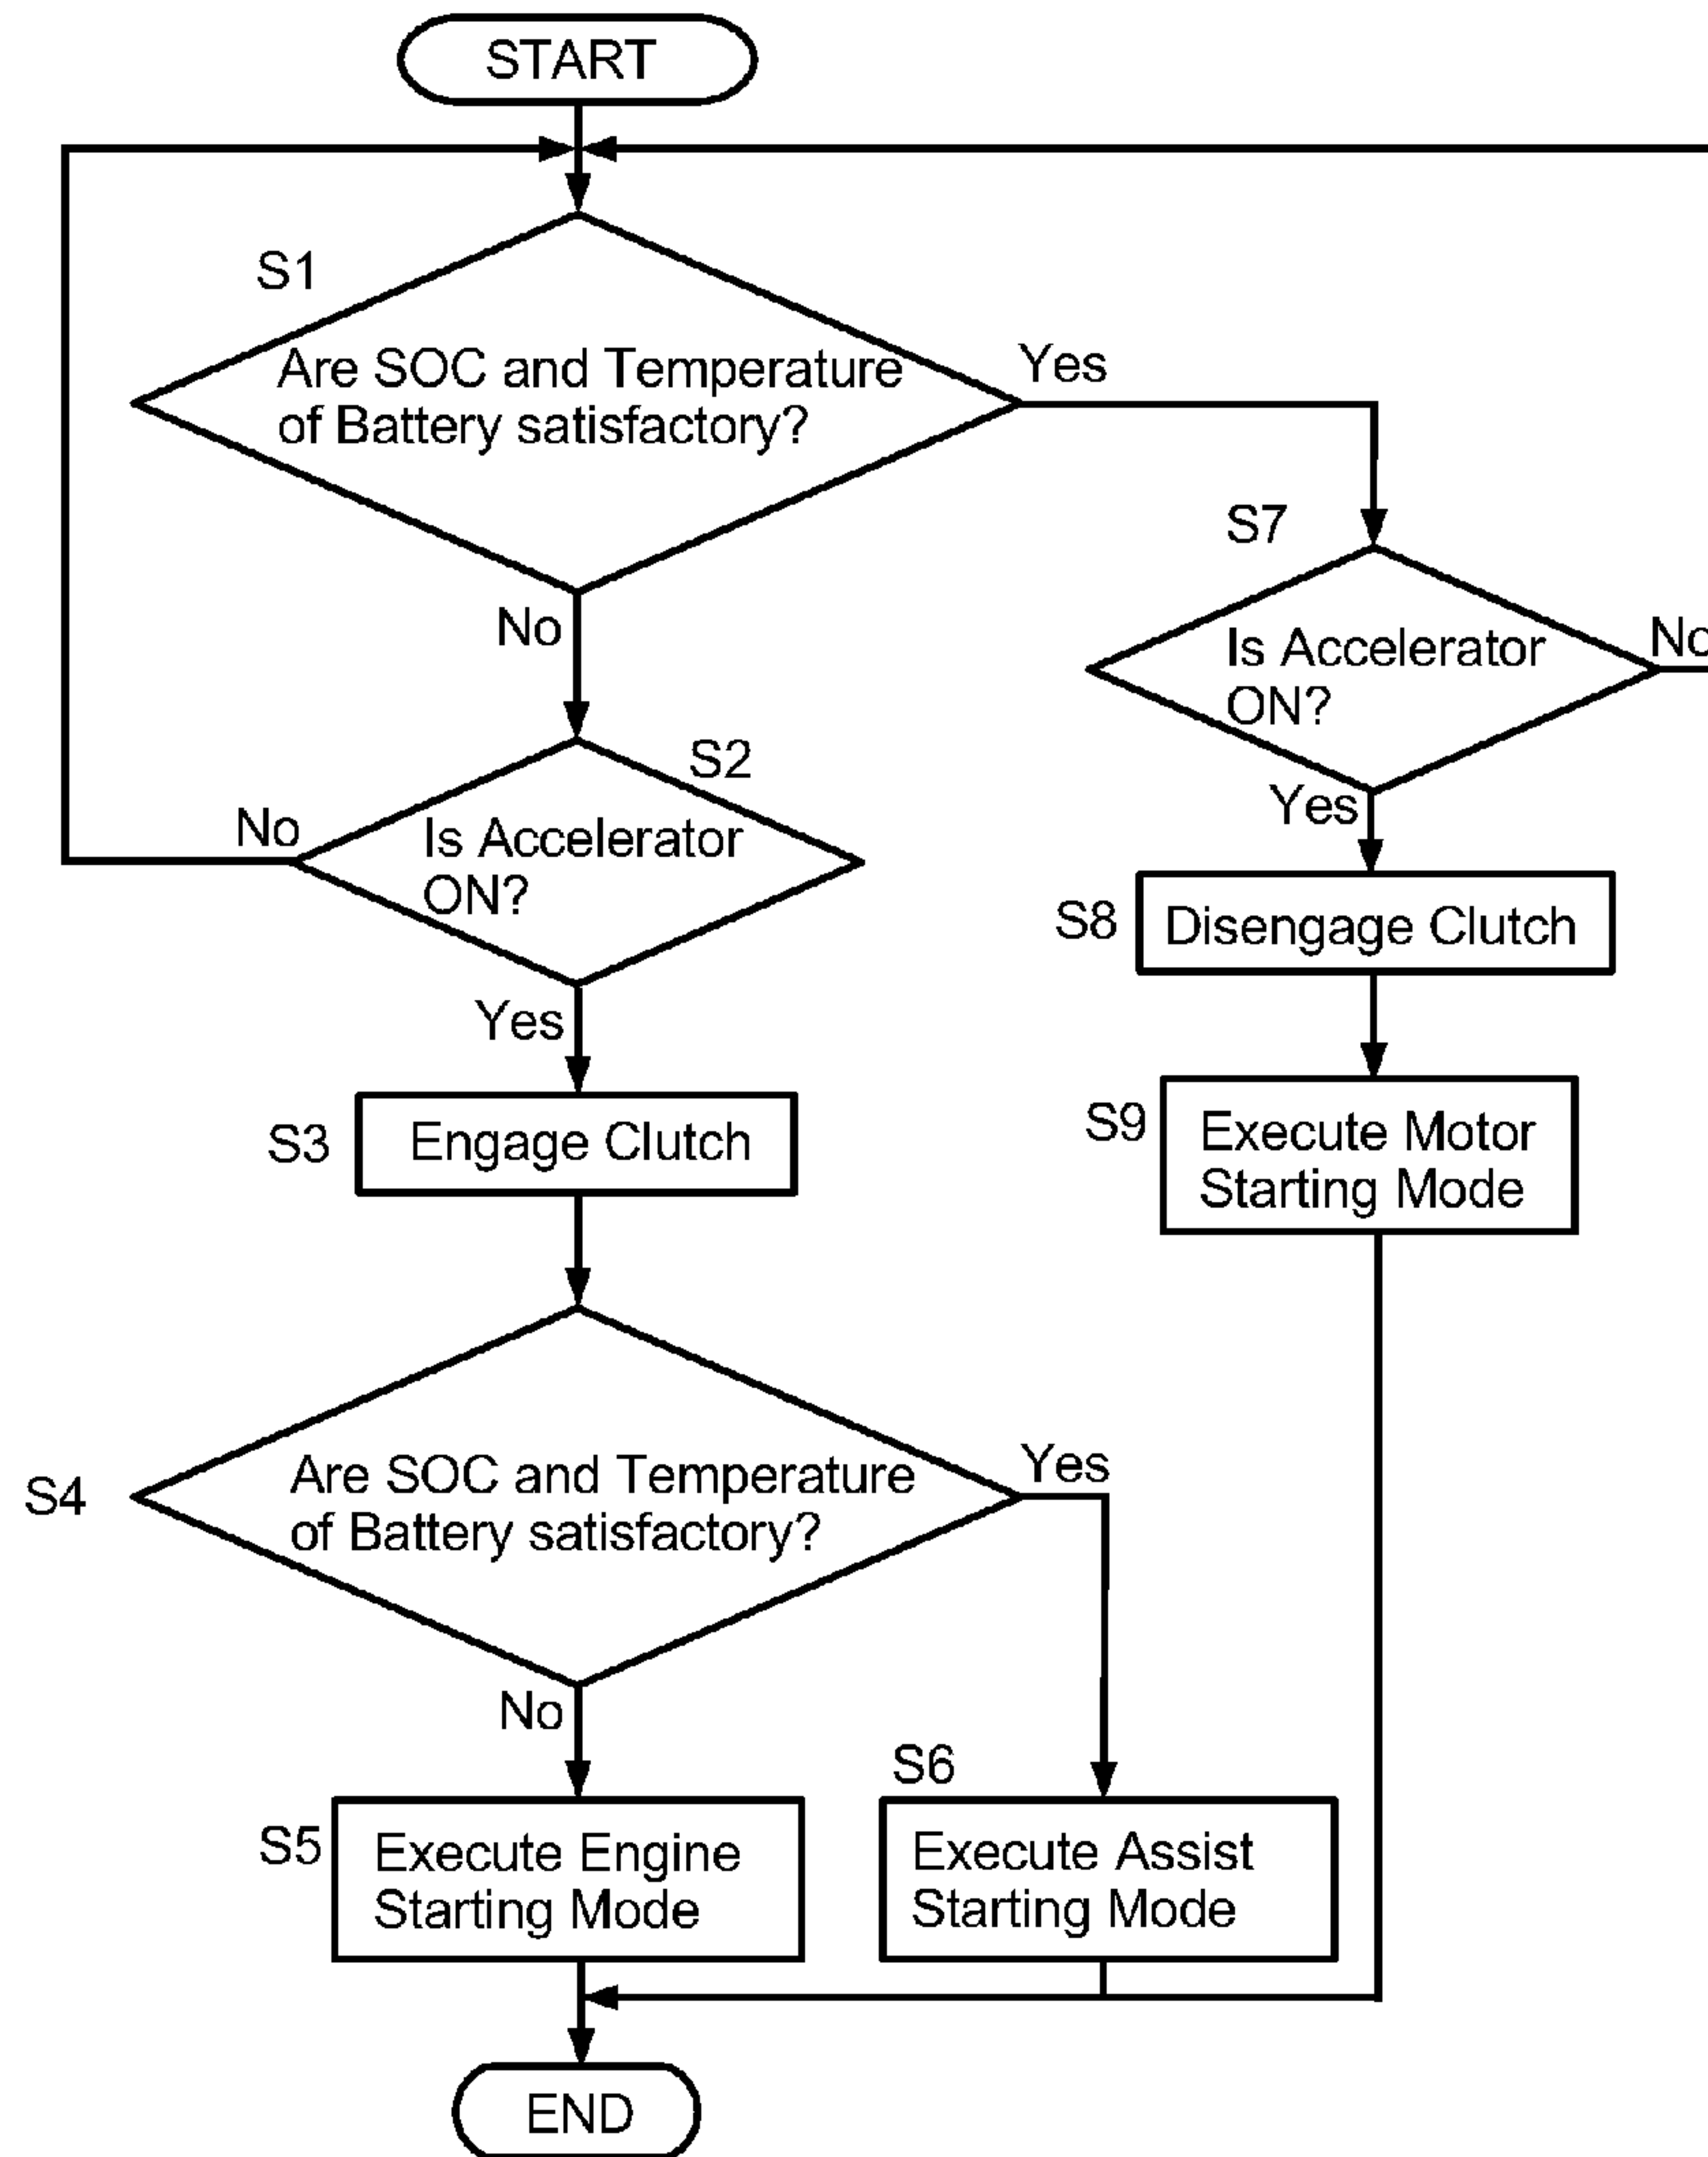 START
S1
Are SOC and Temperature
of Battery satisfactory?
Yes
No
S7
Is Accelerator
ON?
No
Yes
S2
Is Accelerator
ON?
No
Yes
S8
Disengage Clutch
S9
Execute Motor
Starting Mode
S3
Engage Clutch
S4
Are SOC and Temperature
of Battery satisfactory?
Yes
No
S5
Execute Engine
Starting Mode
S6
Execute Assist
Starting Mode
END